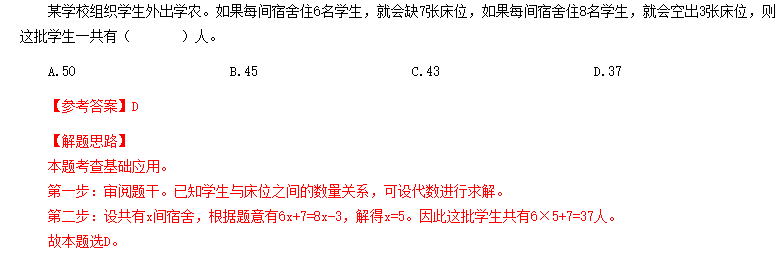 某学校组织学生外出学农。如果每间宿舍住6名学生，就会缺7张床位，如果每间宿舍住8名学生，就会空出3张床位，则
这批学生一共有（    ）人。
A.50 B.45 C.43 D.37
【参考答案】D
【解题思路】
本题考查基础应用。
第一步：审阅题干。已知学生与床位之间的数量关系，可设代数进行求解。
第二步：设共有x间宿舍，根据题意有6x+7=8x-3，解得x=5。因此这批学生共有6×5+7=37人。
故本题选D。